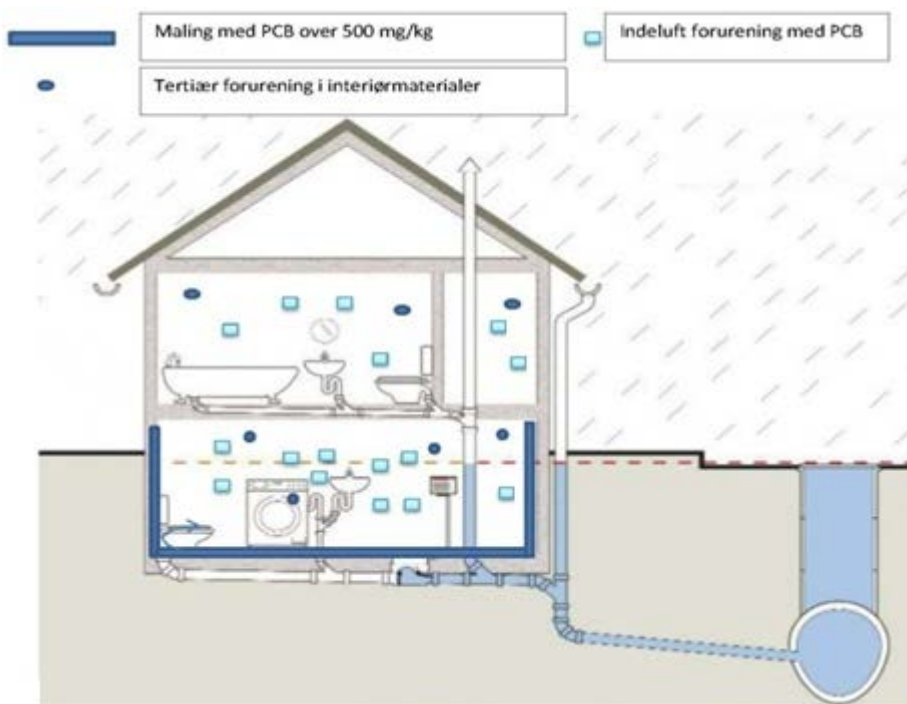 Maling med PCB over 500 mg/kg
Indeluft forurening med PCB
Tertiær forurening i interiørmaterialer